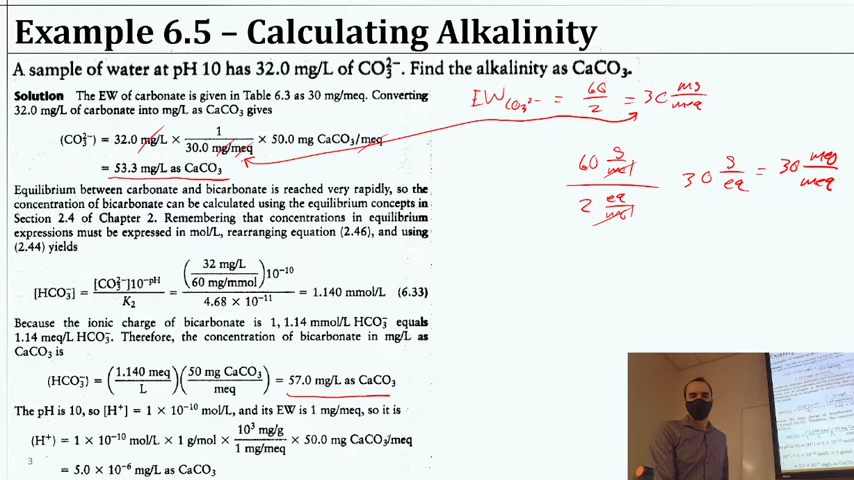 Example 6.5 – Calculating Alkalinity
A sample of water at pH 10 has 32.0 mg/L of CO₃²⁻. Find the alkalinity as CaCO₃.
Solution The EW of carbonate is given in Table 6.3 as 30 mg/meq. Converting
32.0 mg/L of carbonate into mg/L as CaCO₃ gives
(CO₃²⁻) = 32.0 mg/L × 1 / 30.0 mg/meq × 50.0 mg CaCO₃/meq
= 53.3 mg/L as CaCO₃
Equilibrium between carbonate and bicarbonate is reached very rapidly, so the
concentration of bicarbonate can be calculated using the equilibrium concepts in
Section 2.4 of Chapter 2. Remembering that concentrations in equilibrium
expressions must be expressed in mol/L, rearranging equation (2.46), and using
(2.44) yields
[HCO₃⁻] = [CO₃²⁻]10⁻ᵖᴴ / K₂ = (32 mg/L / 60 mg/mmol)10⁻¹⁰ / 4.68 × 10⁻¹¹ = 1.140 mmol/L (6.33)
Because the ionic charge of bicarbonate is 1, 1.14 mmol/L HCO₃⁻ equals
1.14 meq/L HCO₃⁻. Therefore, the concentration of bicarbonate in mg/L as
CaCO₃ is
(HCO₃⁻) = (1.140 meq / L)(50 mg CaCO₃ / meq) = 57.0 mg/L as CaCO₃
The pH is 10, so [H⁺] = 1 × 10⁻¹⁰ mol/L, and its EW is 1 mg/meq, so it is
(H⁺) = 1 × 10⁻¹⁰ mol/L × 1 g/mol × 10³ mg/g / 1 mg/meq × 50.0 mg CaCO₃/meq
= 5.0 × 10⁻⁶ mg/L as CaCO₃
3
EW CO₃²⁻ = 60 / 2 = 30 mg/meq
60 g/mol / 2 eq/mol 30 g/eq = 30 meg/meq